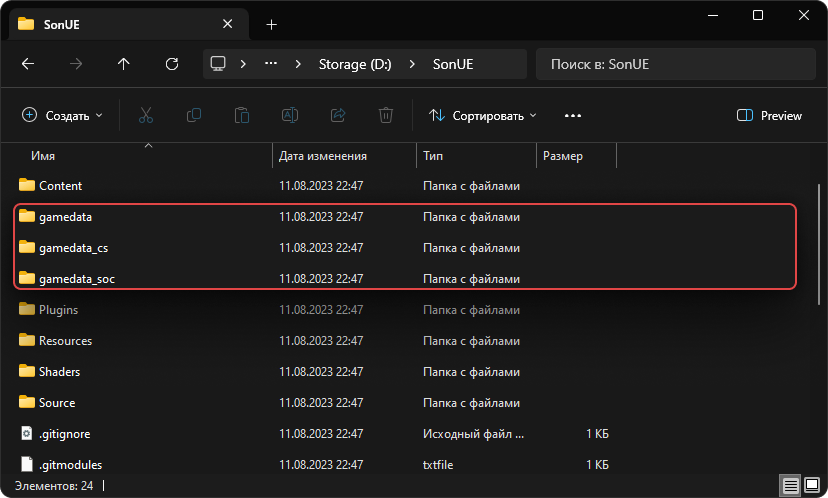 SonUE
Storage (D:) SonUE Поиск в: SonUE
Создать Сортировать Preview
Имя Дата изменения Тип Размер
Content 11.08.2023 22:47 Папка с файлами
gamedata 11.08.2023 22:47 Папка с файлами
gamedata_cs 11.08.2023 22:47 Папка с файлами
gamedata_soc 11.08.2023 22:47 Папка с файлами
Plugins 11.08.2023 22:47 Папка с файлами
Resources 11.08.2023 22:47 Папка с файлами
Shaders 11.08.2023 22:47 Папка с файлами
Source 11.08.2023 22:47 Папка с файлами
.gitignore 11.08.2023 22:47 Исходный файл ... 1 КБ
.gitmodules 11.08.2023 22:47 txtfile 1 КБ
Элементов: 24